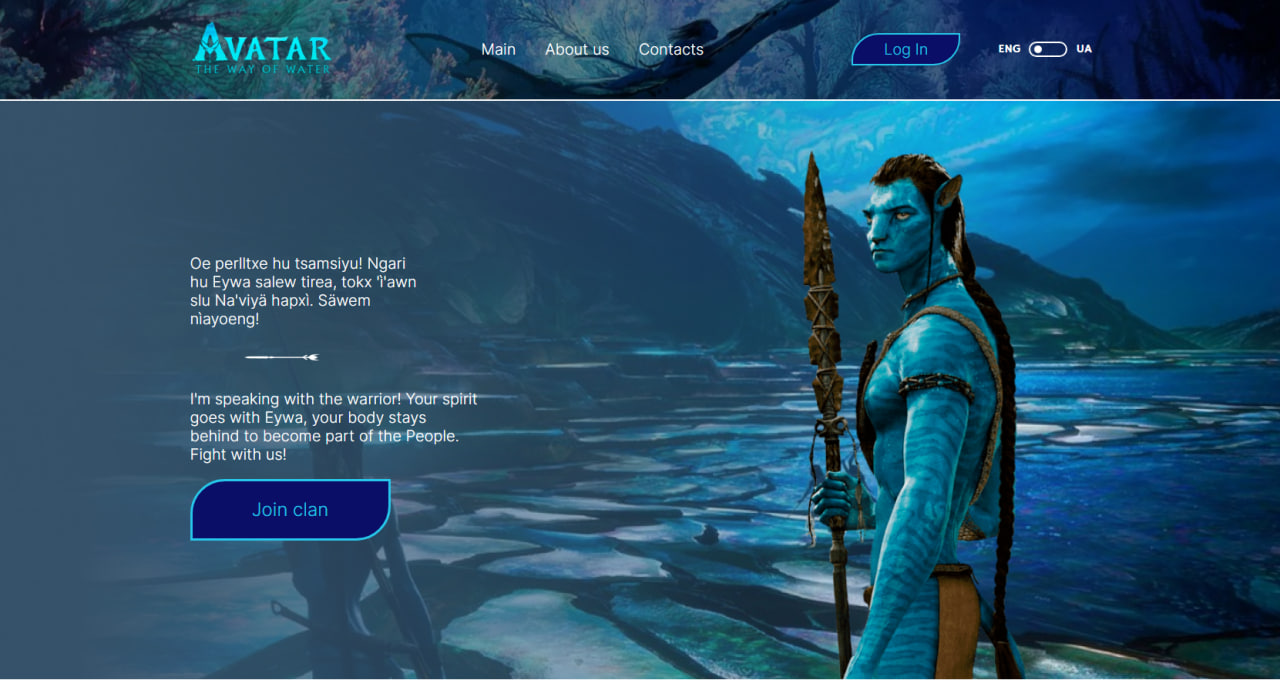 AVATAR
THE WAY OF WATER
Main
About us
Contacts
Log In
ENG
UA
Oe perlltxe hu tsamsiyu! Ngari
hu Eywa salew tirea, tokx 'ì'awn
slu Na'viyä hapxì. Säwem
nìayoeng!
I'm speaking with the warrior! Your spirit
goes with Eywa, your body stays
behind to become part of the People.
Fight with us!
Join clan